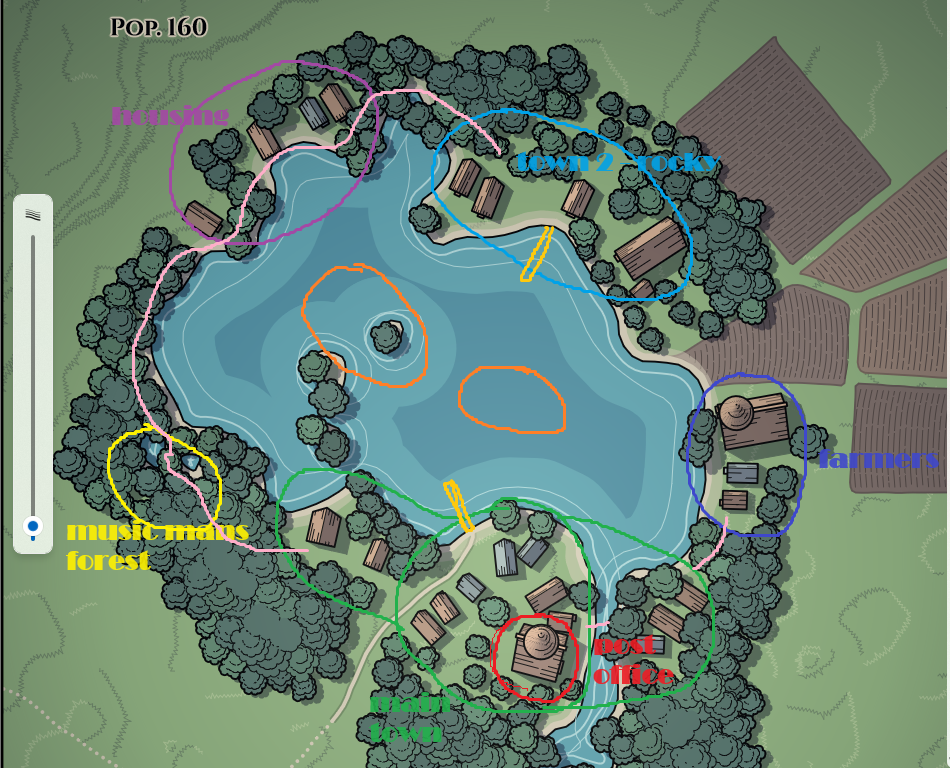 Pop. 160
housing
town 2 rocky
farmers
music mans
forest
post
office
main
town